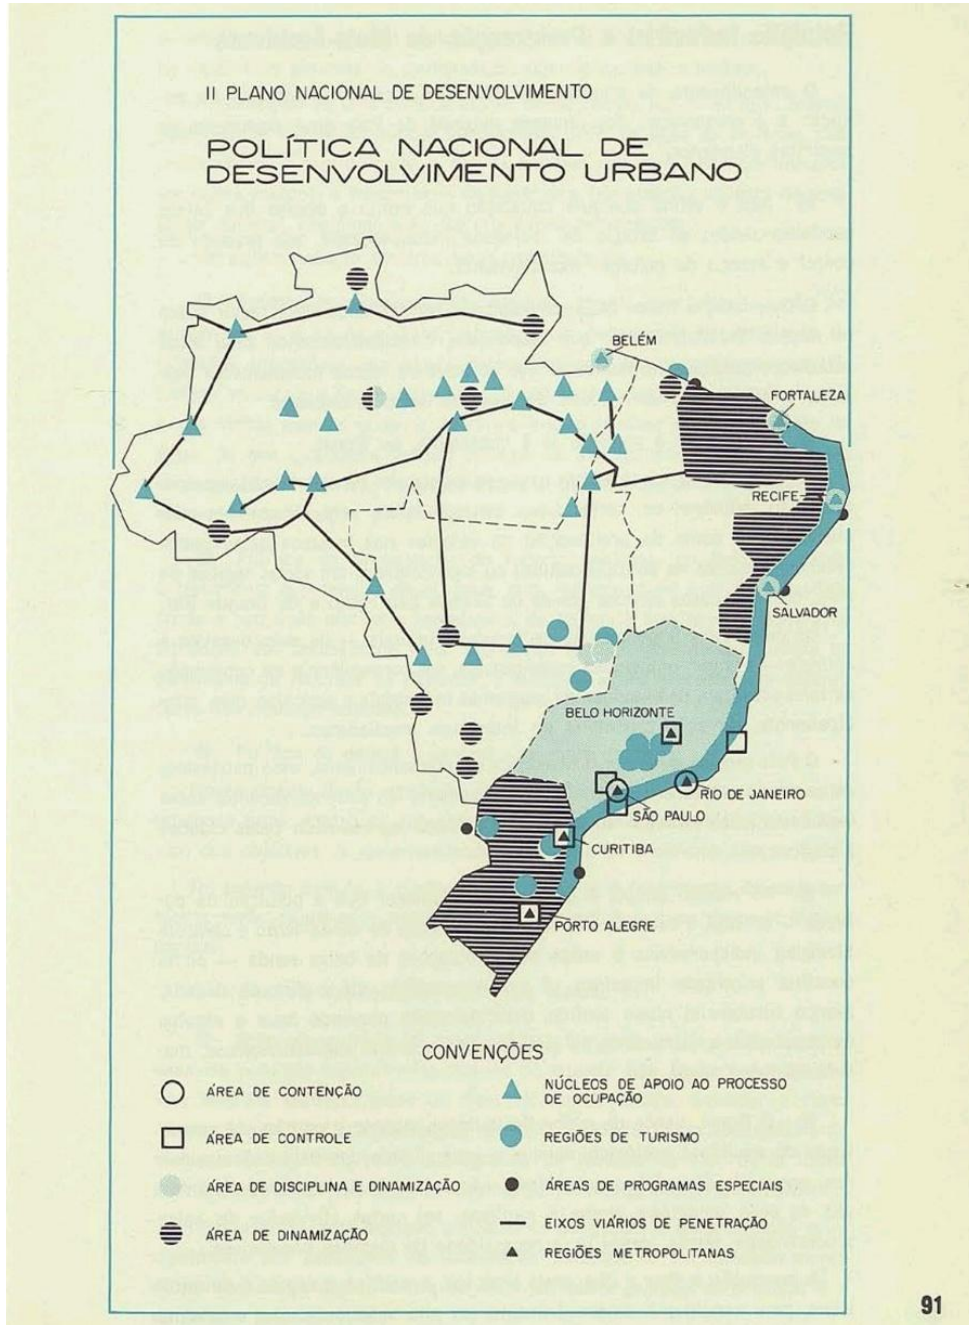 II PLANO NACIONAL DE DESENVOLVIMENTO
POLÍTICA NACIONAL DE
DESENVOLVIMENTO URBANO
BELÉM
FORTALEZA
RECIFE
SALVADOR
BELO HORIZONTE
RIO DE JANEIRO
SÃO PAULO
CURITIBA
PORTO ALEGRE
CONVENÇÕES
ÁREA DE CONTENÇÃO
ÁREA DE CONTROLE
ÁREA DE DISCIPLINA E DINAMIZAÇÃO
ÁREA DE DINAMIZAÇÃO
NÚCLEOS DE APOIO AO PROCESSO
DE OCUPAÇÃO
REGIÕES DE TURISMO
ÁREAS DE PROGRAMAS ESPECIAIS
EIXOS VIÁRIOS DE PENETRAÇÃO
REGIÕES METROPOLITANAS
91